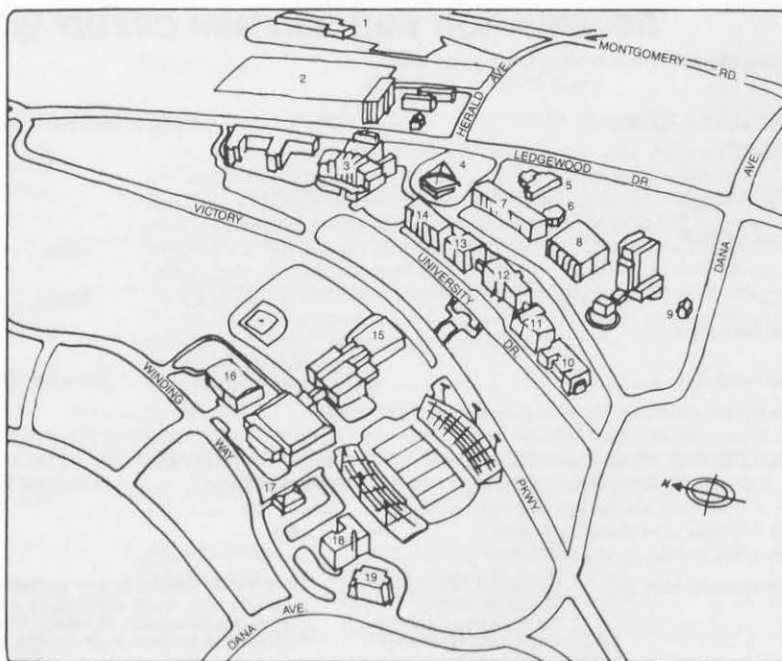 1
MONTGOMERY RD.
2
HERALD AVE.
3
4
LEDGEWOOD DR.
5
AVE.
DANA
VICTORY
14
7
6
13
8
UNIVERSITY DR.
12
9
11
15
10
WINDING WAY
16
17
PKWY.
N
18
19
DANA AVE.